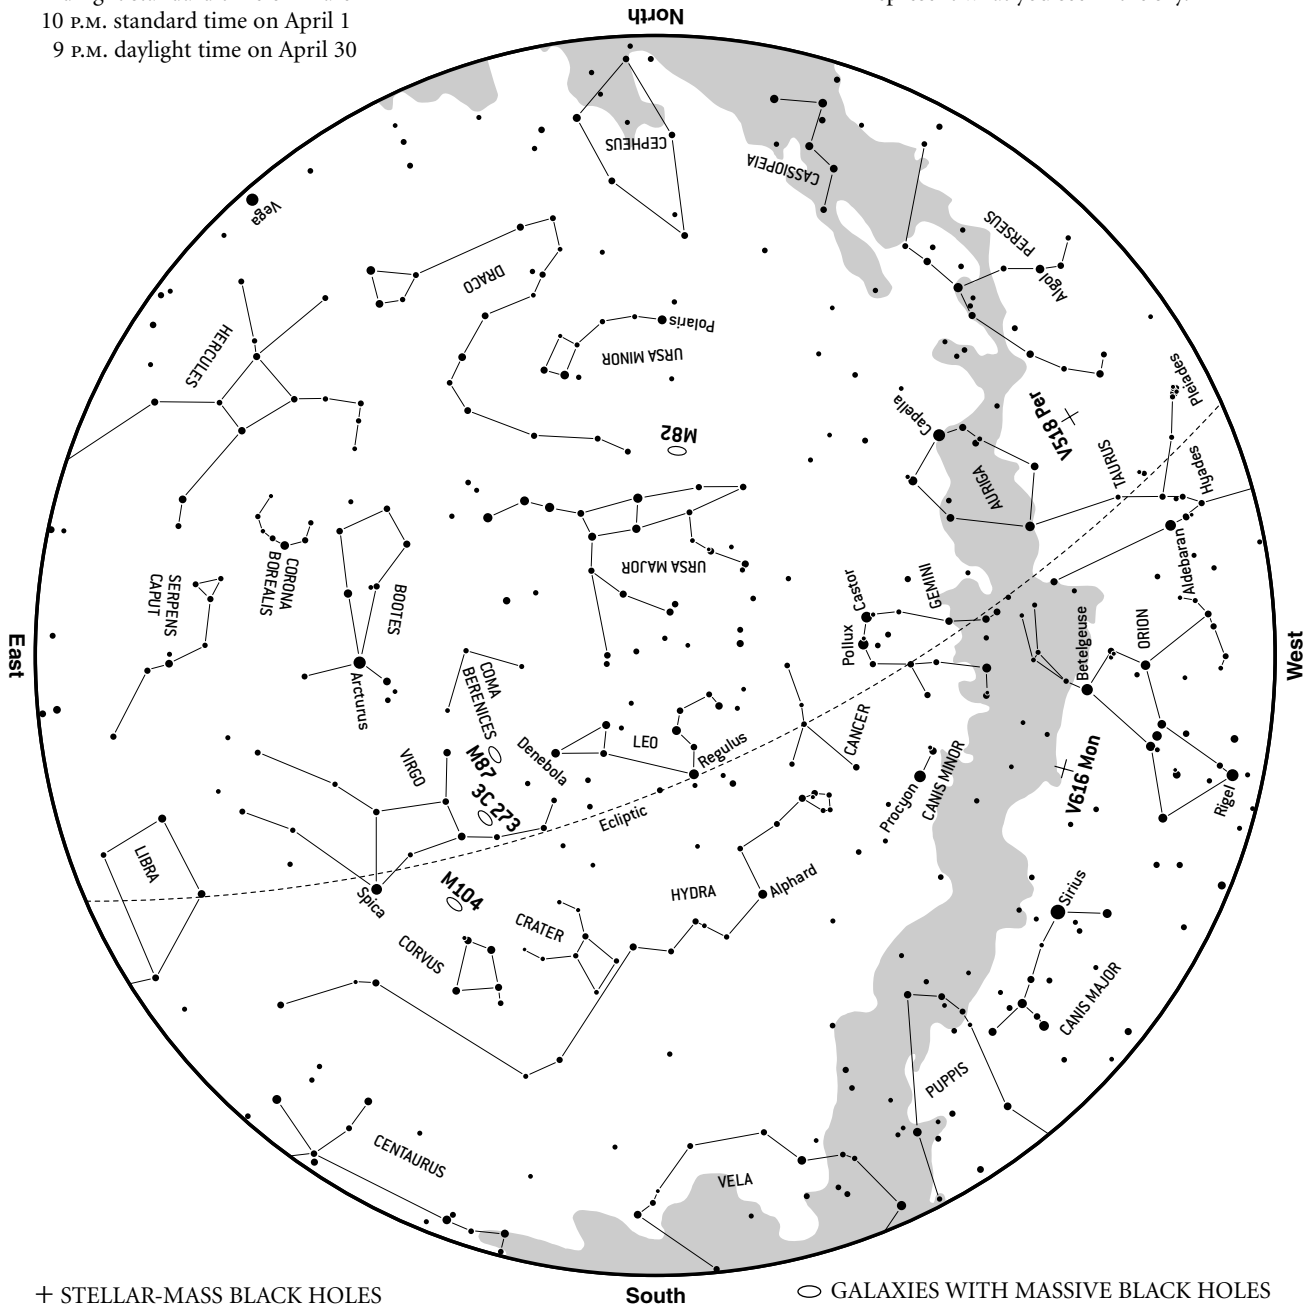 10 P.M. standard time on April 1
9 P.M. daylight time on April 30
North
CEPHEUS
CASSIOPEIA
Vega
PERSEUS
Algol
DRACO
Polaris
URSA MINOR
HERCULES
Pleiades
Capella
V518 Per
M82
TAURUS
Hyades
AURIGA
Aldebaran
CORONA
BOREALIS
SERPENS
CAPUT
BOOTES
URSA MAJOR
GEMINI
Castor
Pollux
Betelgeuse
ORION
East
West
Arcturus
COMA
BERENICES
LEO
Denebola
Regulus
CANCER
VIRGO
M87
3C 273
Ecliptic
Procyon
CANIS MINOR
V616 Mon
Rigel
LIBRA
Spica
M104
HYDRA
Alphard
Sirius
CORVUS
CRATER
CANIS MAJOR
PUPPIS
CENTAURUS
VELA
+ STELLAR-MASS BLACK HOLES
South
GALAXIES WITH MASSIVE BLACK HOLES